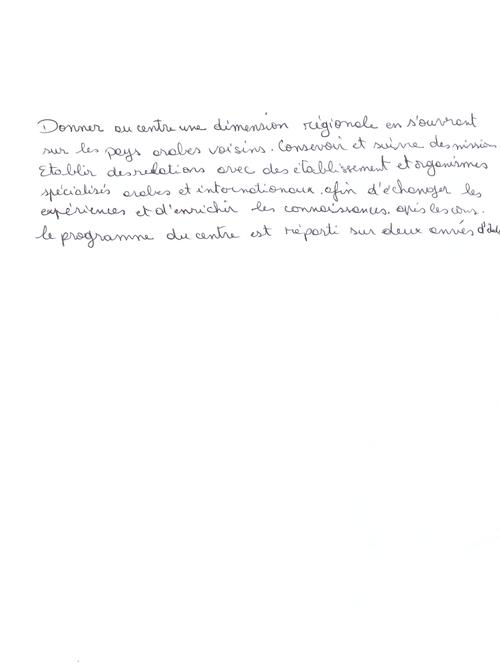 Donner au centre une dimension régionale en s'ouvrant
sur les pays arabes voisins. Conservoir et suivre des mission
Etablir des relations avec des établissement et organismes
spécialisés arabes et internationaux. afin d'échanger les
expériences et d'enrichir les connaissances. après les cous.
le programme du centre est réparti sur deux années